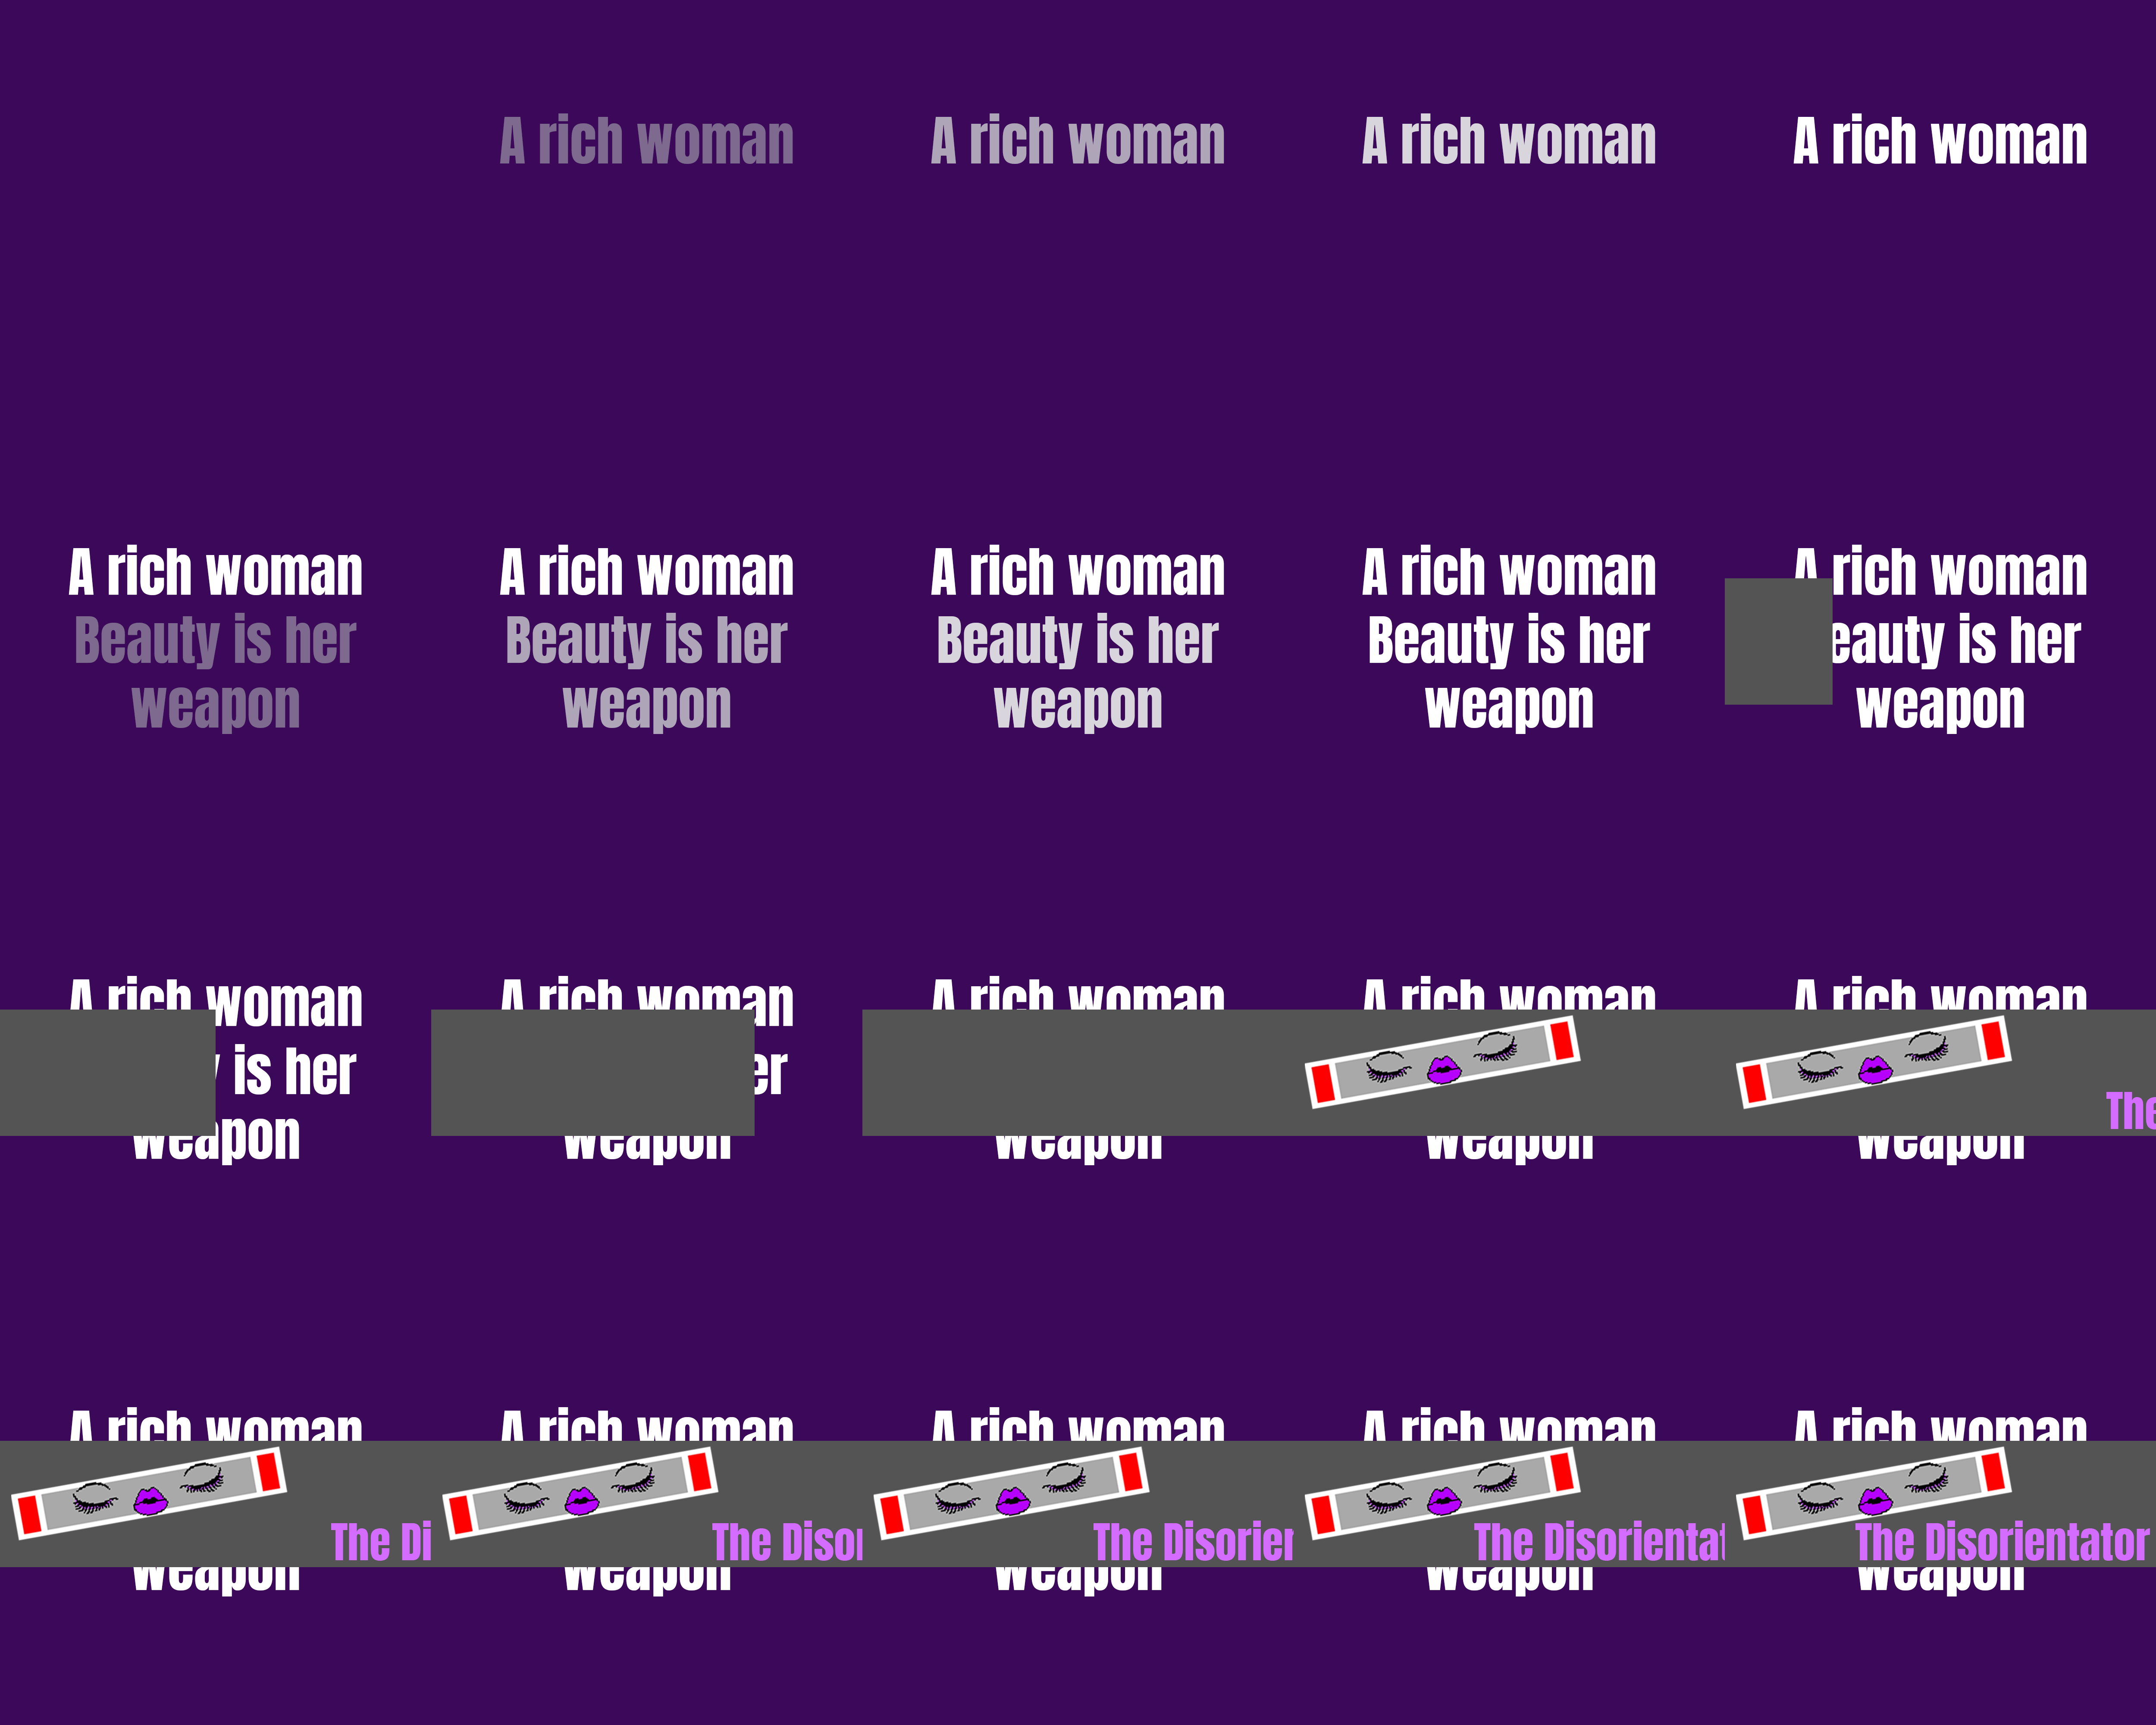 A rich woman A rich woman A rich woman A rich woman
A rich woman A rich woman A rich woman A rich woman A rich woman
Beauty is her Beauty is her Beauty is her Beauty is her eauty is her
weapon weapon weapon weapon weapon
A rich woman A rich woman A rich woman A rich woman A rich woman
y is her er
The
weapon weapon weapon weapon weapon
A rich woman A rich woman A rich woman A rich woman A rich woman
The Di The Disor The Disorien The Disorientat The Disorientator
weapon weapon weapon weapon weapon